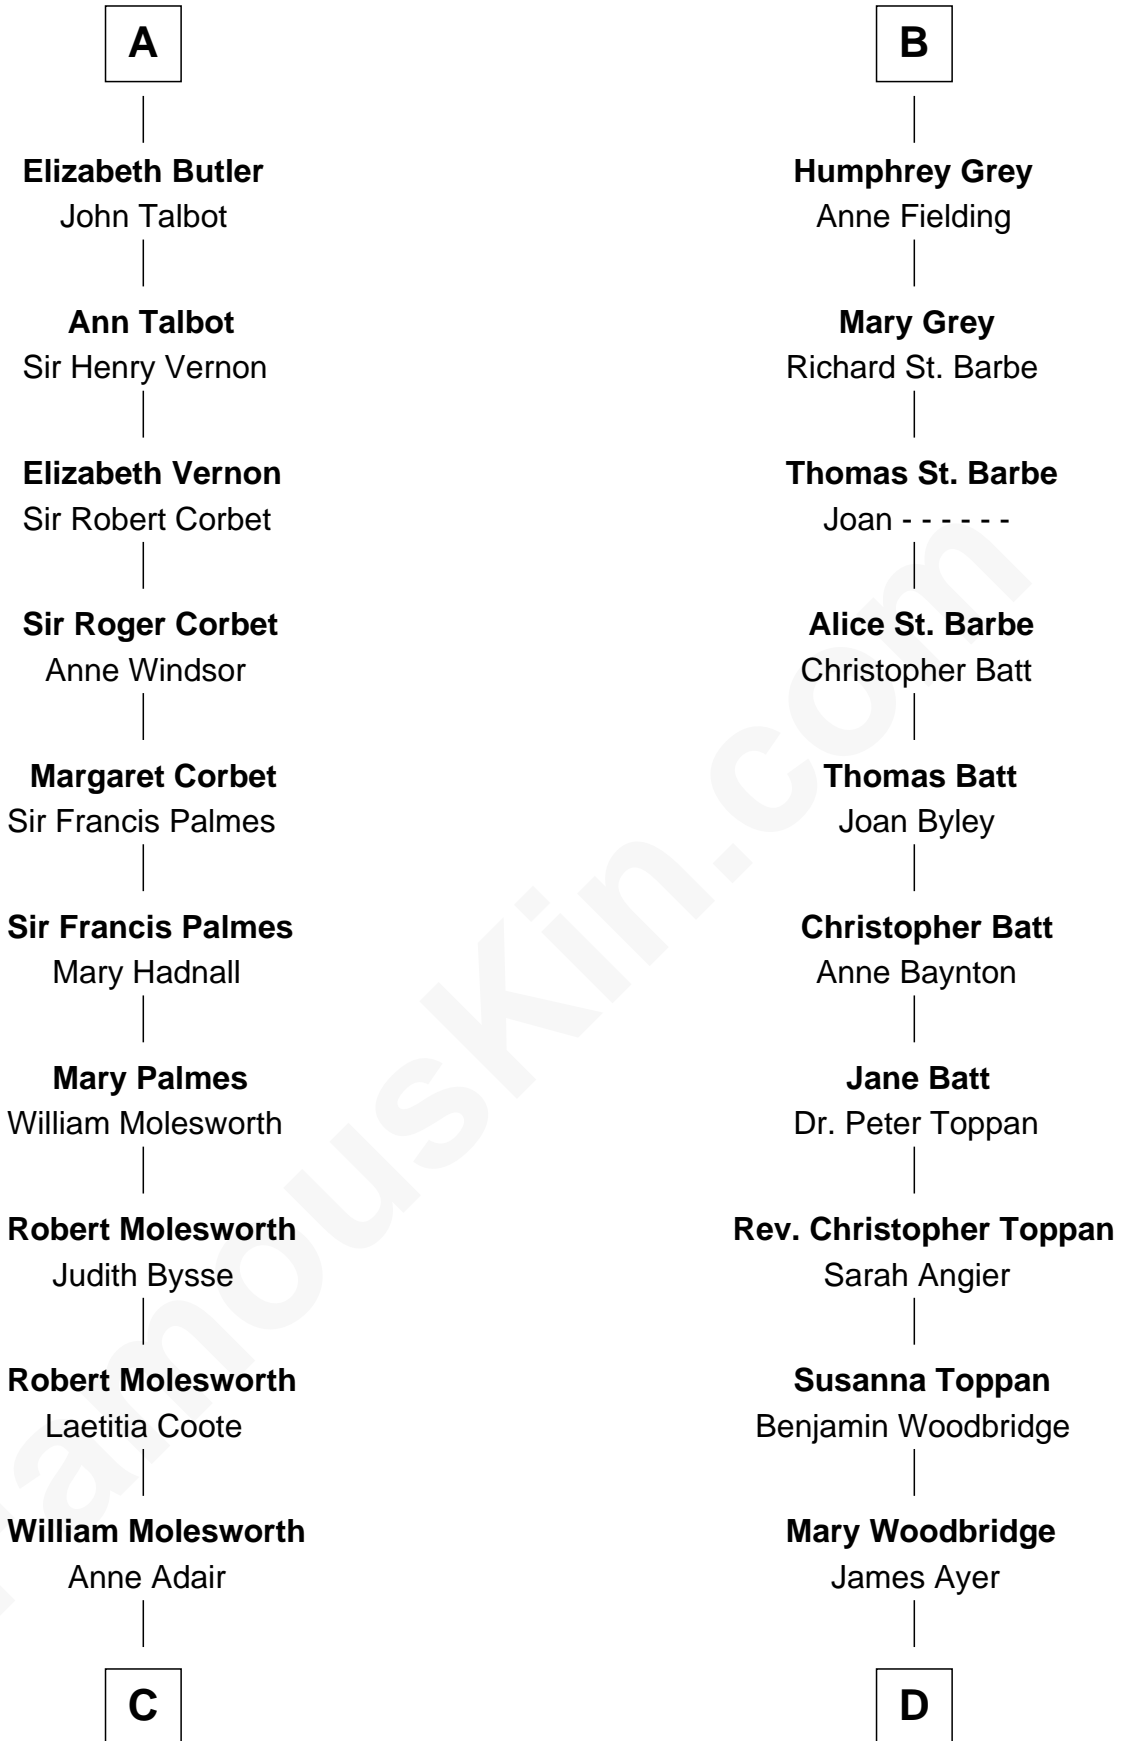 A
Elizabeth Butler
John Talbot
Ann Talbot
Sir Henry Vernon
Elizabeth Vernon
Sir Robert Corbet
Sir Roger Corbet
Anne Windsor
Margaret Corbet
Sir Francis Palmes
Sir Francis Palmes
Mary Hadnall
Mary Palmes
William Molesworth
Robert Molesworth
Judith Bysse
Robert Molesworth
Laetitia Coote
William Molesworth
Anne Adair
C
B
Humphrey Grey
Anne Fielding
Mary Grey
Richard St. Barbe
Thomas St. Barbe
Joan - - - - - -
Alice St. Barbe
Christopher Batt
Thomas Batt
Joan Byley
Christopher Batt
Anne Baynton
Jane Batt
Dr. Peter Toppan
Rev. Christopher Toppan
Sarah Angier
Susanna Toppan
Benjamin Woodbridge
Mary Woodbridge
James Ayer
D
FamousKin.com